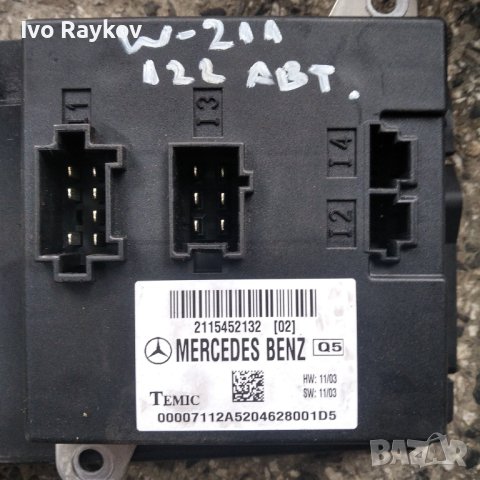 Ivo Raykov
W-211
122 ABT.
I1
I3
I4
I2
2115452132 [02]
MERCEDES BENZ Q5
HW: 11/03
SW: 11/03
TEMIC
00007112A5204628001D5
BAZAR